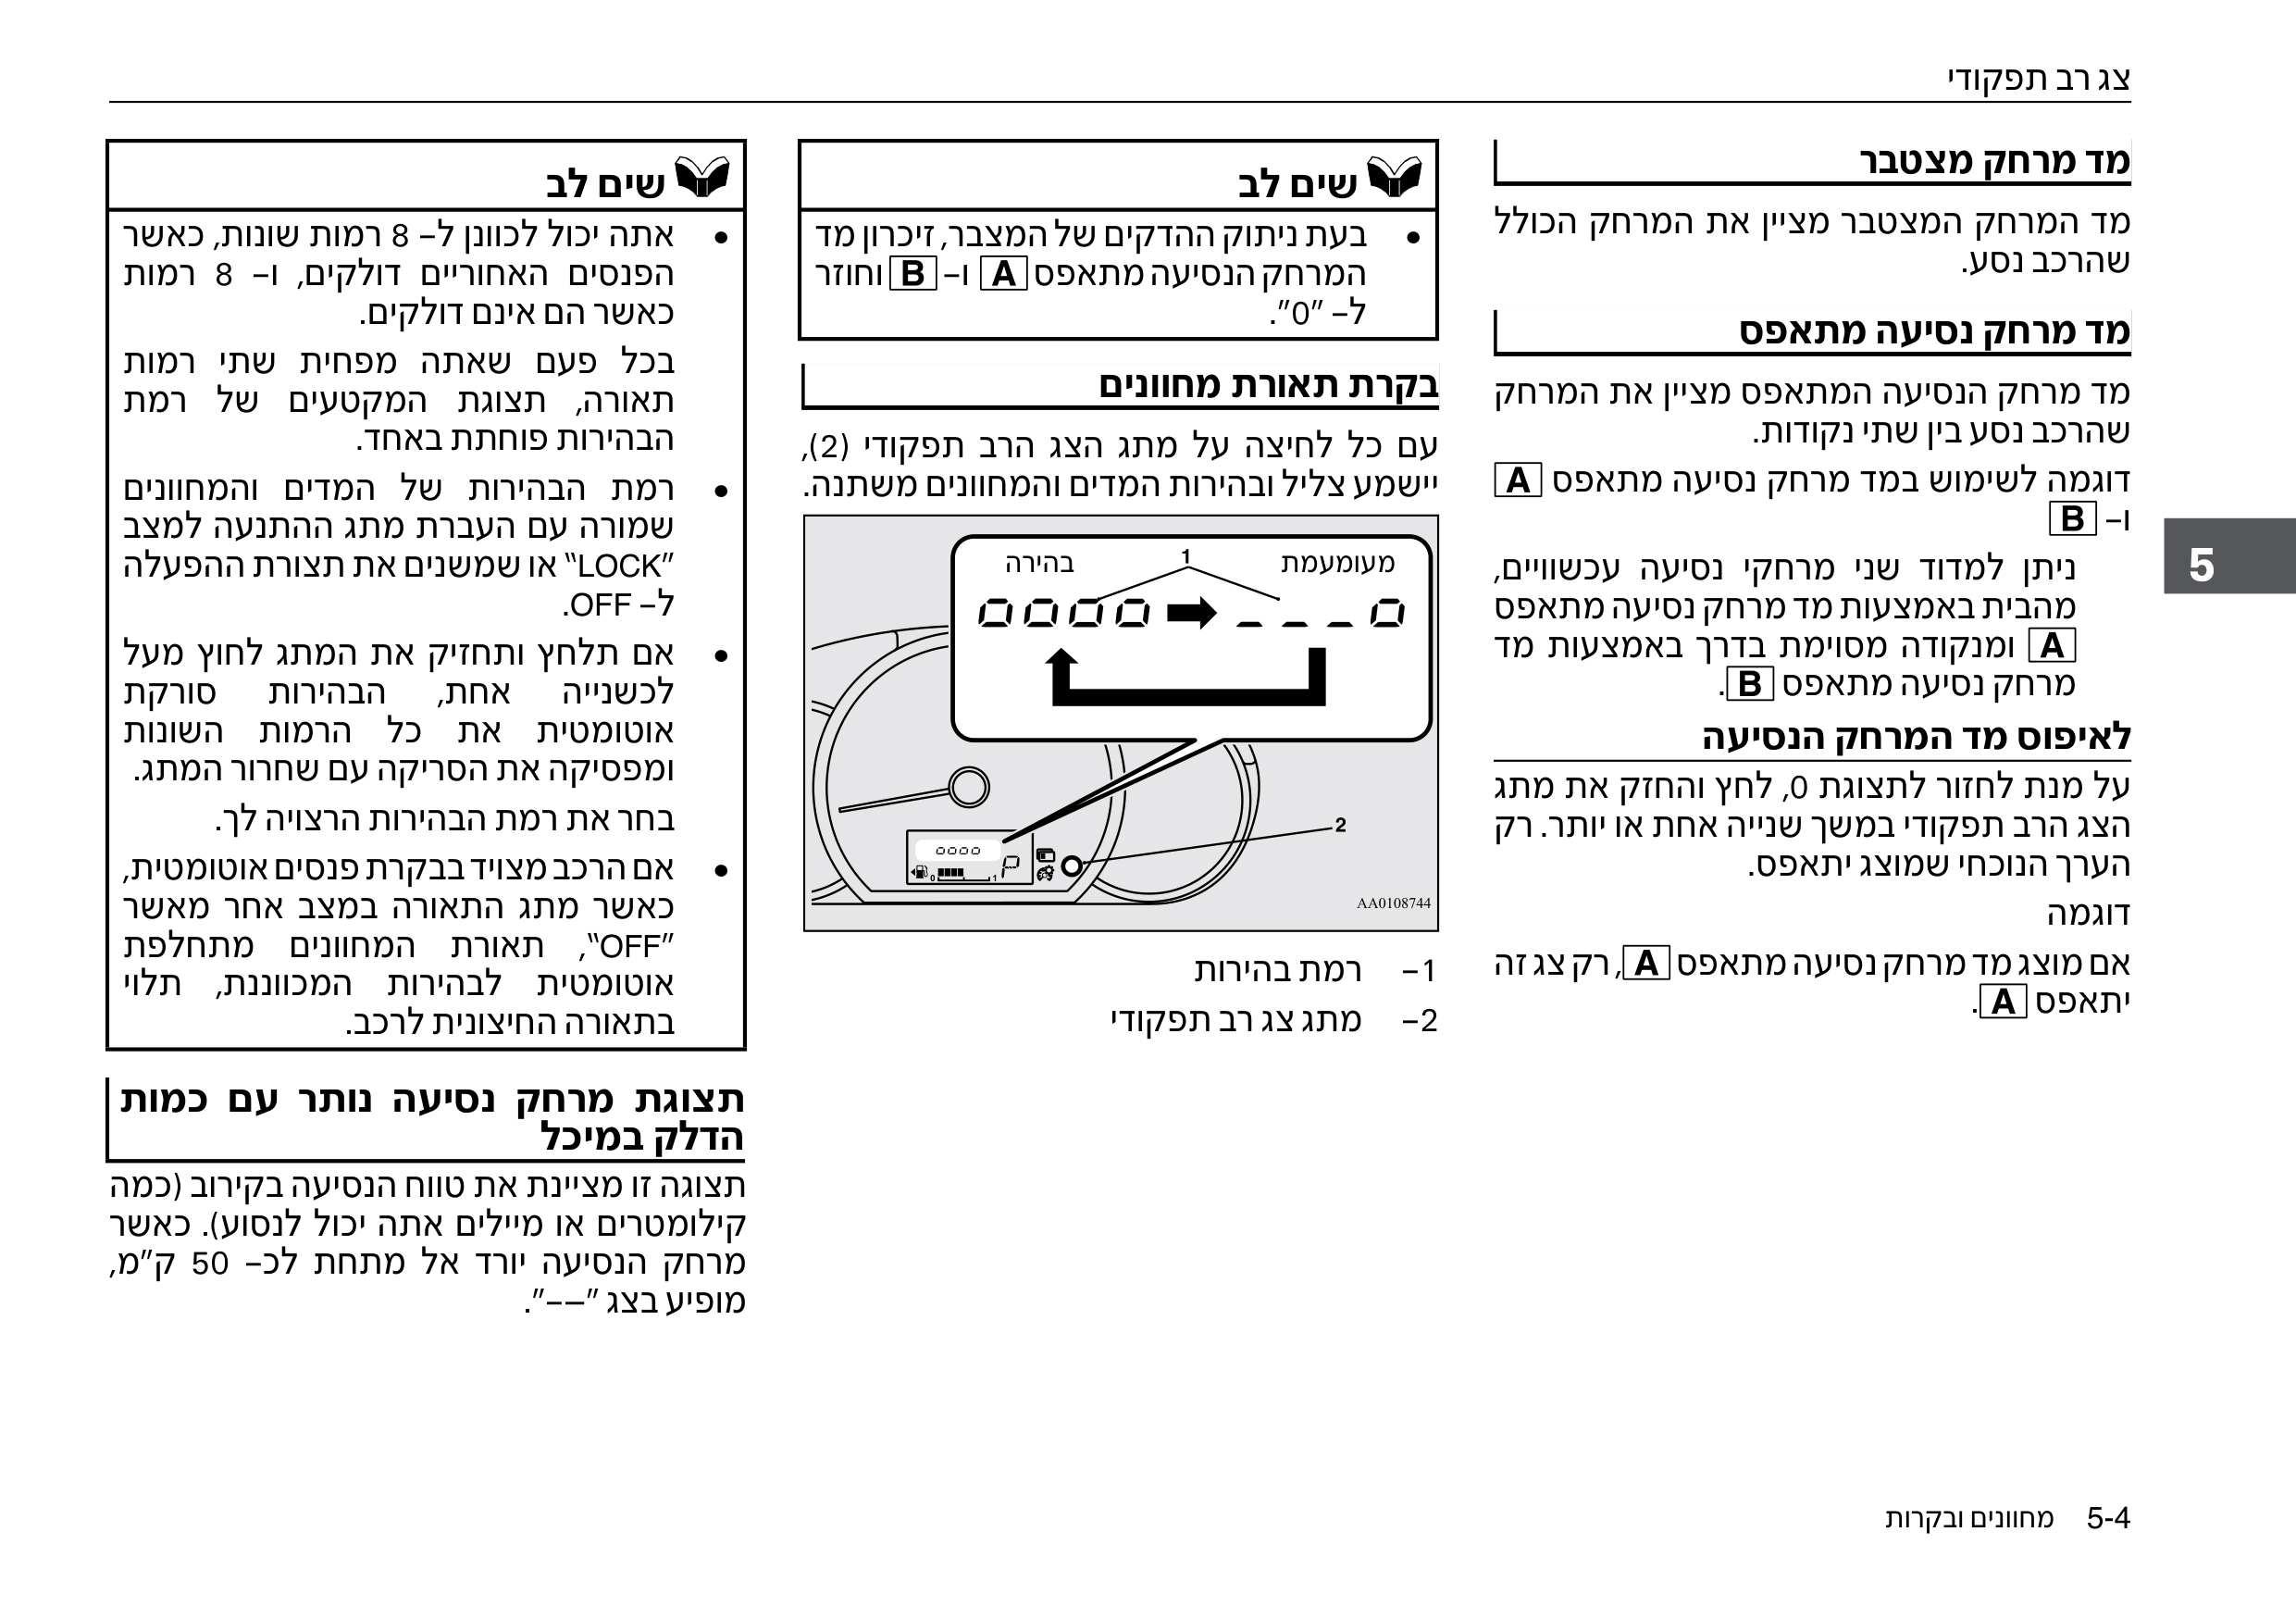 צג רב תפקודי
מד מרחק מצטבר
מד המרחק המצטבר מציין את המרחק הכולל
שהרכב נסע.
מד מרחק נסיעה מתאפס
מד מרחק הנסיעה המתאפס מציין את המרחק
שהרכב נסע בין שתי נקודות.
דוגמה לשימוש במד מרחק נסיעה מתאפס A
ו– B
ניתן למדוד שני מרחקי נסיעה עכשוויים,
מהבית באמצעות מד מרחק נסיעה מתאפס
A ומנקודה מסוימת בדרך באמצעות מד
מרחק נסיעה מתאפס B.
לאיפוס מד המרחק הנסיעה
על מנת לחזור לתצוגת 0, לחץ והחזק את מתג
הצג הרב תפקודי במשך שנייה אחת או יותר. רק
הערך הנוכחי שמוצג יתאפס.
דוגמה
אם מוצג מד מרחק נסיעה מתאפס A, רק צג זה
יתאפס A.
שים לב
• בעת ניתוק ההדקים של המצבר, זיכרון מד
המרחק הנסיעה מתאפס A ו– B וחוזר
ל– ″0″.
בקרת תאורת מחוונים
עם כל לחיצה על מתג הצג הרב תפקודי (2),
יישמע צליל ובהירות המדים והמחוונים משתנה.
מעומעמת 1 בהירה
2
P
0 1
AA0108744
1– רמת בהירות
2– מתג צג רב תפקודי
שים לב
• אתה יכול לכוונן ל– 8 רמות שונות, כאשר
הפנסים האחוריים דולקים, ו– 8 רמות
כאשר הם אינם דולקים.
בכל פעם שאתה מפחית שתי רמות
תאורה, תצוגת המקטעים של רמת
הבהירות פוחתת באחד.
• רמת הבהירות של המדים והמחוונים
שמורה עם העברת מתג ההתנעה למצב
″LOCK‟ או שמשנים את תצורת ההפעלה
ל– OFF.
• אם תלחץ ותחזיק את המתג לחוץ מעל
לכשנייה אחת, הבהירות סורקת
אוטומטית את כל הרמות השונות
ומפסיקה את הסריקה עם שחרור המתג.
בחר את רמת הבהירות הרצויה לך.
• אם הרכב מצויד בבקרת פנסים אוטומטית,
כאשר מתג התאורה במצב אחר מאשר
″OFF‟, תאורת המחוונים מתחלפת
אוטומטית לבהירות המכווננת, תלוי
בתאורה החיצונית לרכב.
תצוגת מרחק נסיעה נותר עם כמות
הדלק במיכל
תצוגה זו מציינת את טווח הנסיעה בקירוב (כמה
קילומטרים או מיילים אתה יכול לנסוע). כאשר
מרחק הנסיעה יורד אל מתחת לכ– 50 ק″מ,
מופיע בצג ″–––″.
5
5-4 מחוונים ובקרות